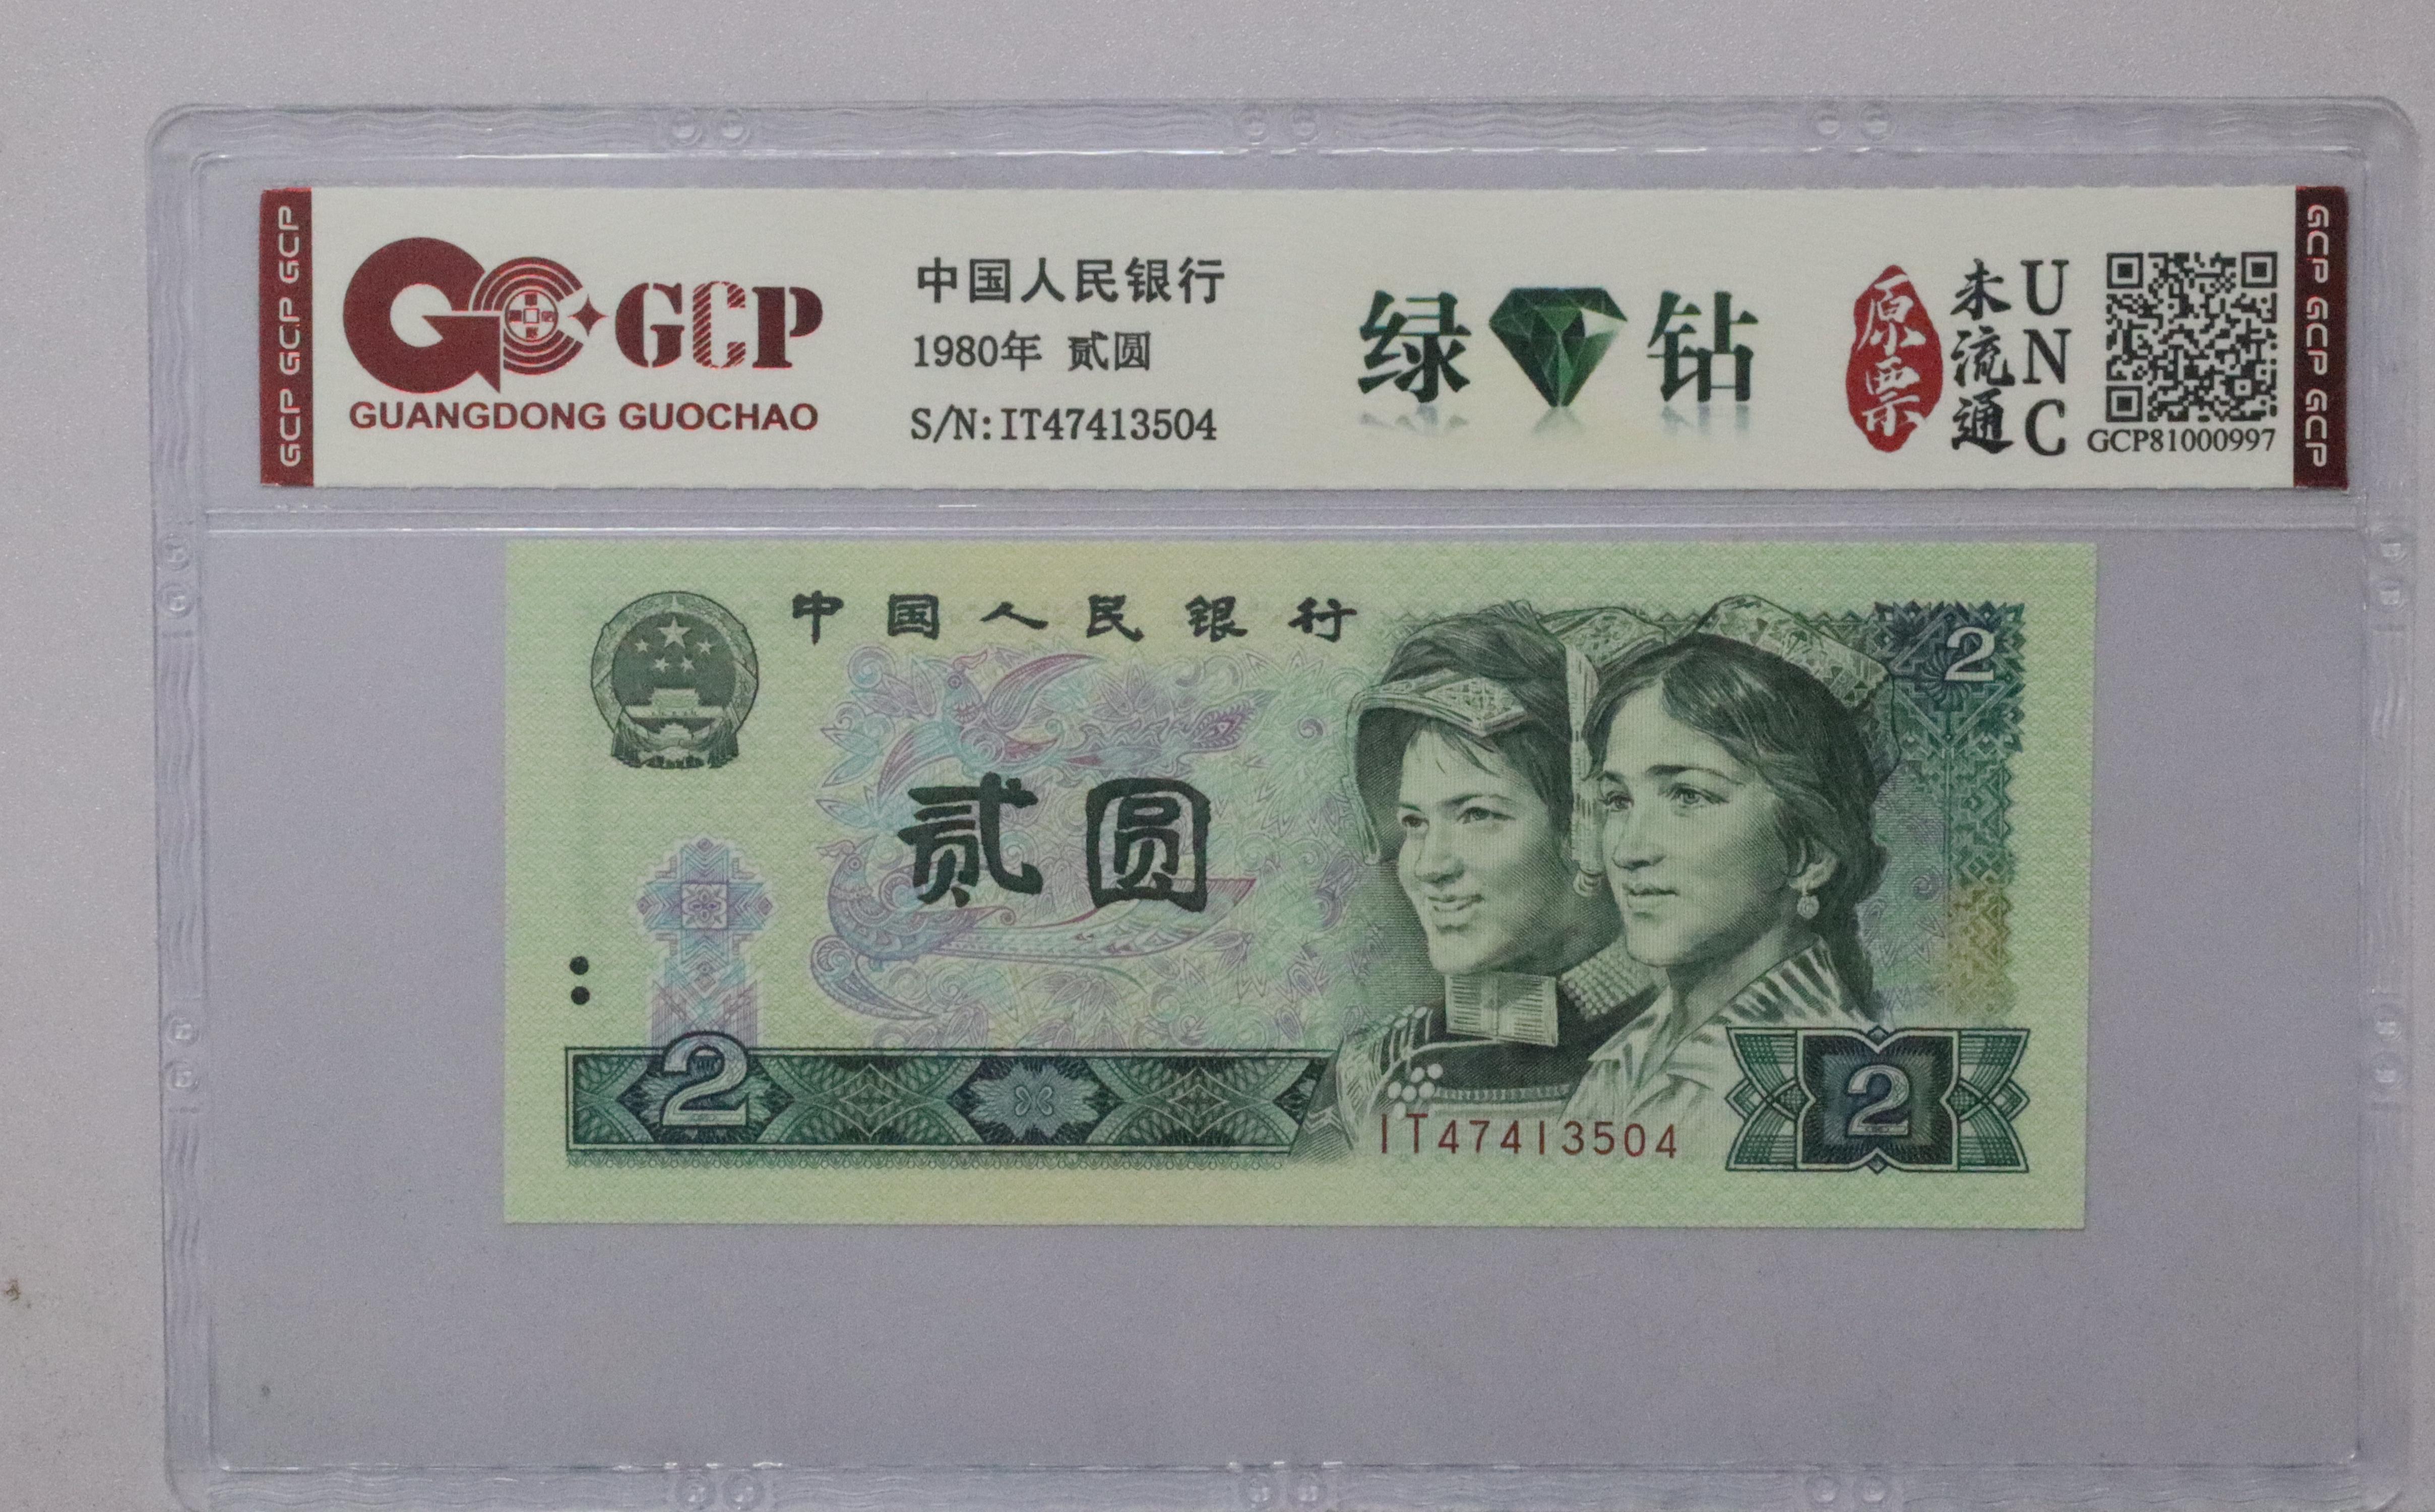 GCP GCP GCP
GCP
GUANGDONG GUOCHAO
中国人民银行
1980年 贰圆
S/N:IT47413504
绿钻
原票
未流通
UNC
GCP81000997
GCP GCP GCP
中国人民银行
2
贰圆
2
IT47413504
2